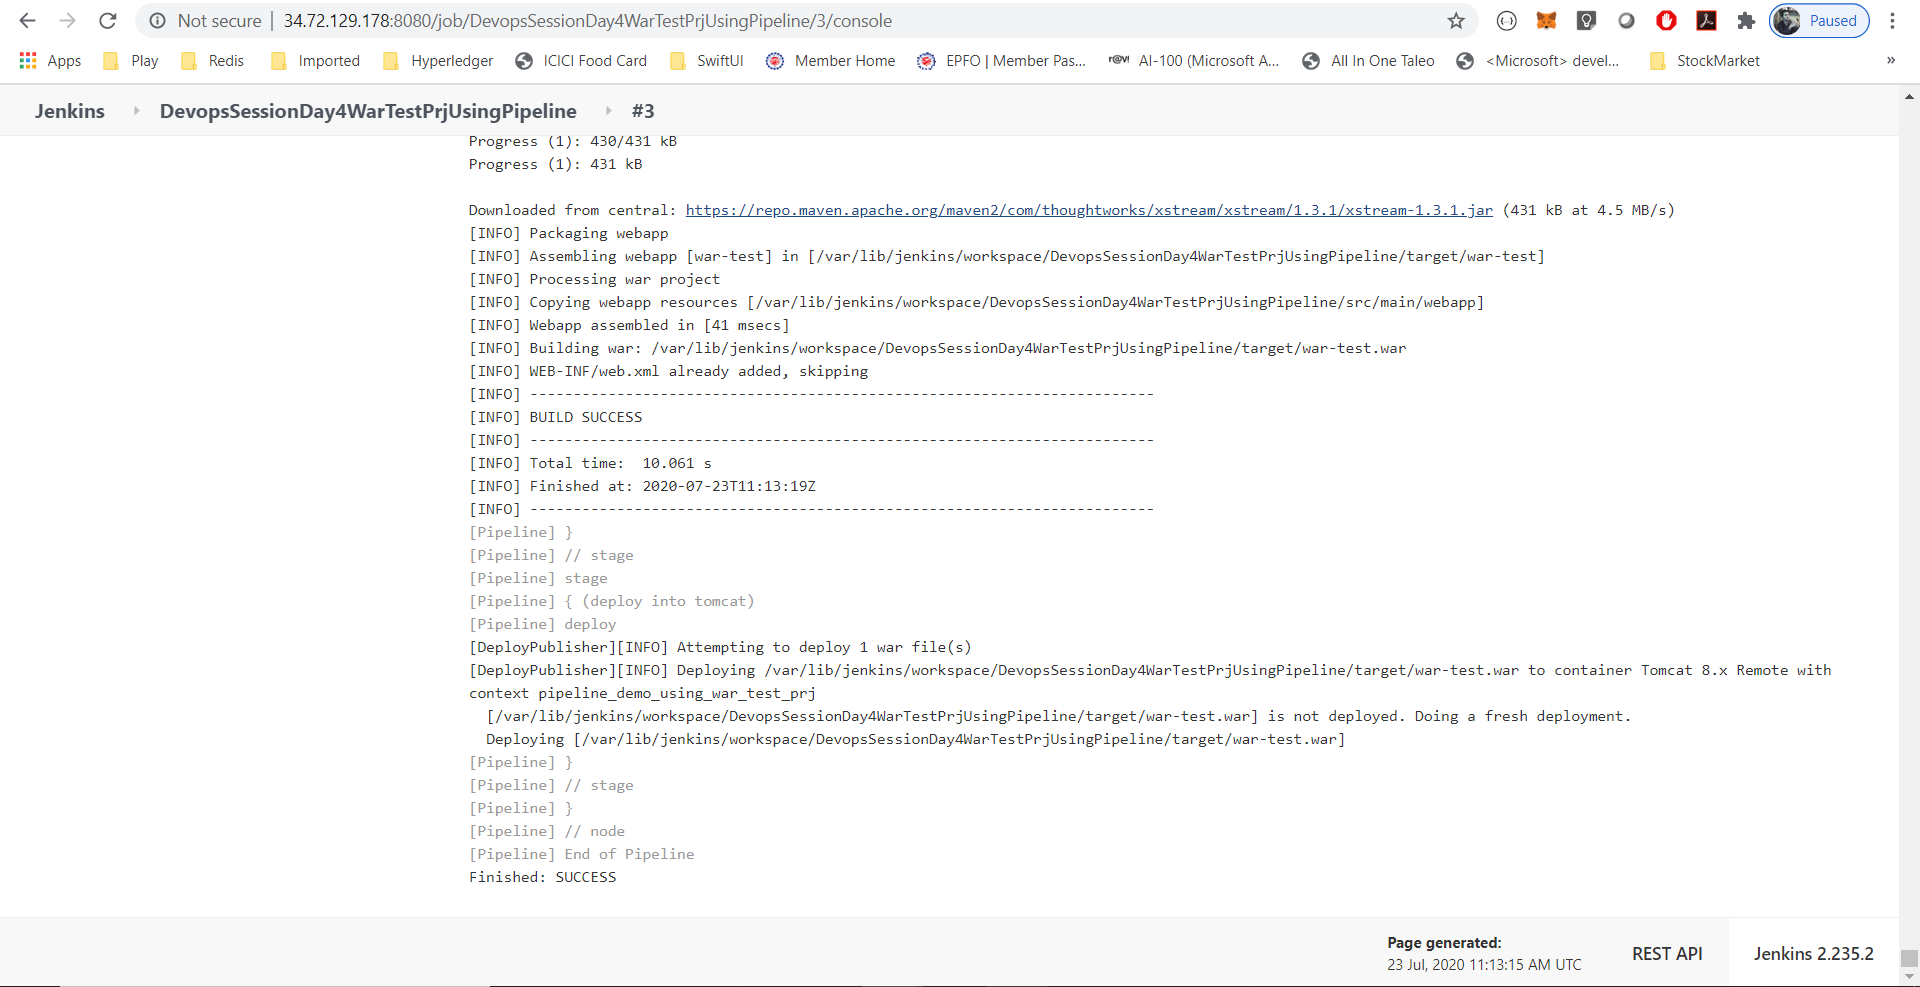 Not secure | 34.72.129.178:8080/job/DevopsSessionDay4WarTestPrjUsingPipeline/3/console
Paused
Apps Play Redis Imported Hyperledger ICICI Food Card SwiftUI Member Home EPFO | Member Pas... r@v! AI-100 (Microsoft A... All In One Taleo <Microsoft> devel... StockMarket »
Jenkins DevopsSessionDay4WarTestPrjUsingPipeline #3
Progress (1): 430/431 kB
Progress (1): 431 kB
Downloaded from central: https://repo.maven.apache.org/maven2/com/thoughtworks/xstream/xstream/1.3.1/xstream-1.3.1.jar (431 kB at 4.5 MB/s)
[INFO] Packaging webapp
[INFO] Assembling webapp [war-test] in [/var/lib/jenkins/workspace/DevopsSessionDay4WarTestPrjUsingPipeline/target/war-test]
[INFO] Processing war project
[INFO] Copying webapp resources [/var/lib/jenkins/workspace/DevopsSessionDay4WarTestPrjUsingPipeline/src/main/webapp]
[INFO] Webapp assembled in [41 msecs]
[INFO] Building war: /var/lib/jenkins/workspace/DevopsSessionDay4WarTestPrjUsingPipeline/target/war-test.war
[INFO] WEB-INF/web.xml already added, skipping
[INFO] ------------------------------------------------------------------------
[INFO] BUILD SUCCESS
[INFO] ------------------------------------------------------------------------
[INFO] Total time:  10.061 s
[INFO] Finished at: 2020-07-23T11:13:19Z
[INFO] ------------------------------------------------------------------------
[Pipeline] }
[Pipeline] // stage
[Pipeline] stage
[Pipeline] { (deploy into tomcat)
[Pipeline] deploy
[DeployPublisher][INFO] Attempting to deploy 1 war file(s)
[DeployPublisher][INFO] Deploying /var/lib/jenkins/workspace/DevopsSessionDay4WarTestPrjUsingPipeline/target/war-test.war to container Tomcat 8.x Remote with
context pipeline_demo_using_war_test_prj
[/var/lib/jenkins/workspace/DevopsSessionDay4WarTestPrjUsingPipeline/target/war-test.war] is not deployed. Doing a fresh deployment.
Deploying [/var/lib/jenkins/workspace/DevopsSessionDay4WarTestPrjUsingPipeline/target/war-test.war]
[Pipeline] }
[Pipeline] // stage
[Pipeline] }
[Pipeline] // node
[Pipeline] End of Pipeline
Finished: SUCCESS
Page generated:
23 Jul, 2020 11:13:15 AM UTC
REST API
Jenkins 2.235.2